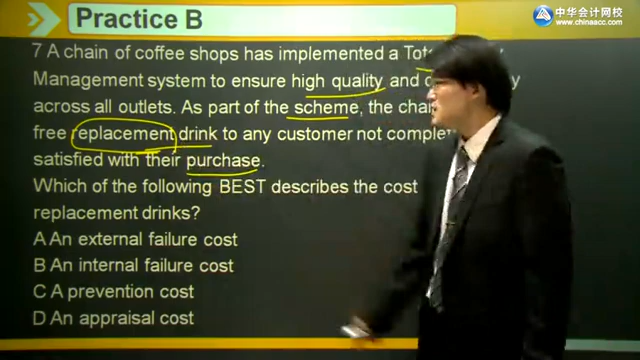 Practice B
中华会计网校
www.chinaacc.com
7 A chain of coffee shops has implemented a
Management system to ensure high quality and
across all outlets. As part of the scheme, the
free replacement drink to any customer not
satisfied with their purchase.
Which of the following BEST describes the cost
replacement drinks?
A An external failure cost
B An internal failure cost
C A prevention cost
D An appraisal cost